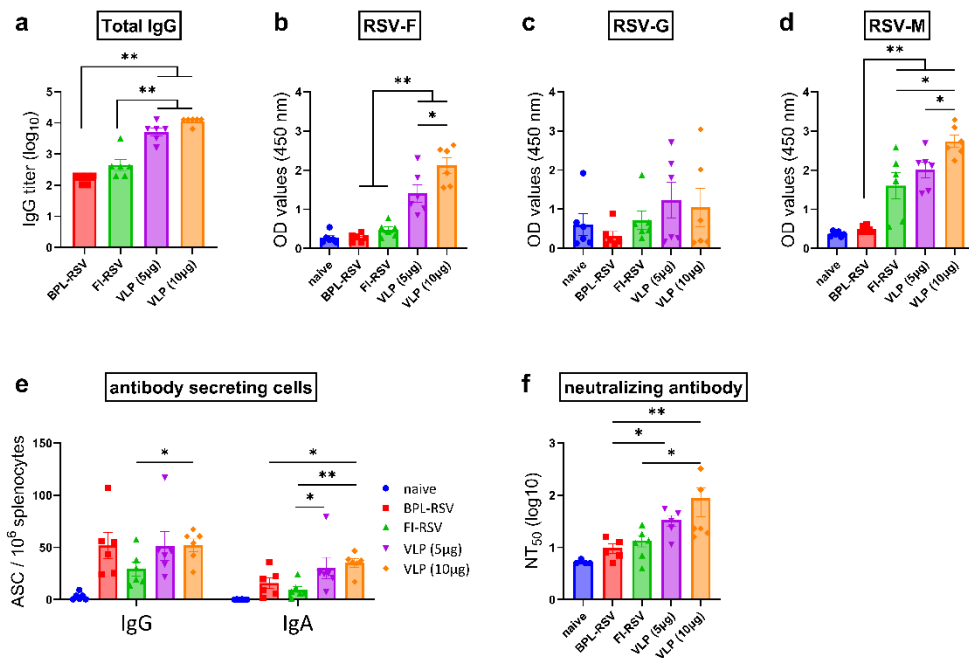 a
Total IgG
**
**
IgG titer (log10)
5
4
3
2
1
0
BPL-RSV
FI-RSV
VLP (5µg)
VLP (10µg)
b
RSV-F
**
*
OD values (450 nm)
4
3
2
1
0
naive
BPL-RSV
FI-RSV
VLP (5µg)
VLP (10µg)
c
RSV-G
OD values (450 nm)
4
3
2
1
0
naive
BPL-RSV
FI-RSV
VLP (5µg)
VLP (10µg)
d
RSV-M
**
*
*
OD values (450 nm)
4
3
2
1
0
naive
BPL-RSV
FI-RSV
VLP (5µg)
VLP (10µg)
e
antibody secreting cells
*
*
**
*
ASC / 10⁶ splenocytes
150
100
50
0
IgG
IgA
naive
BPL-RSV
FI-RSV
VLP (5µg)
VLP (10µg)
f
neutralizing antibody
**
*
*
NT50 (log10)
3
2
1
0
naive
BPL-RSV
FI-RSV
VLP (5µg)
VLP (10µg)